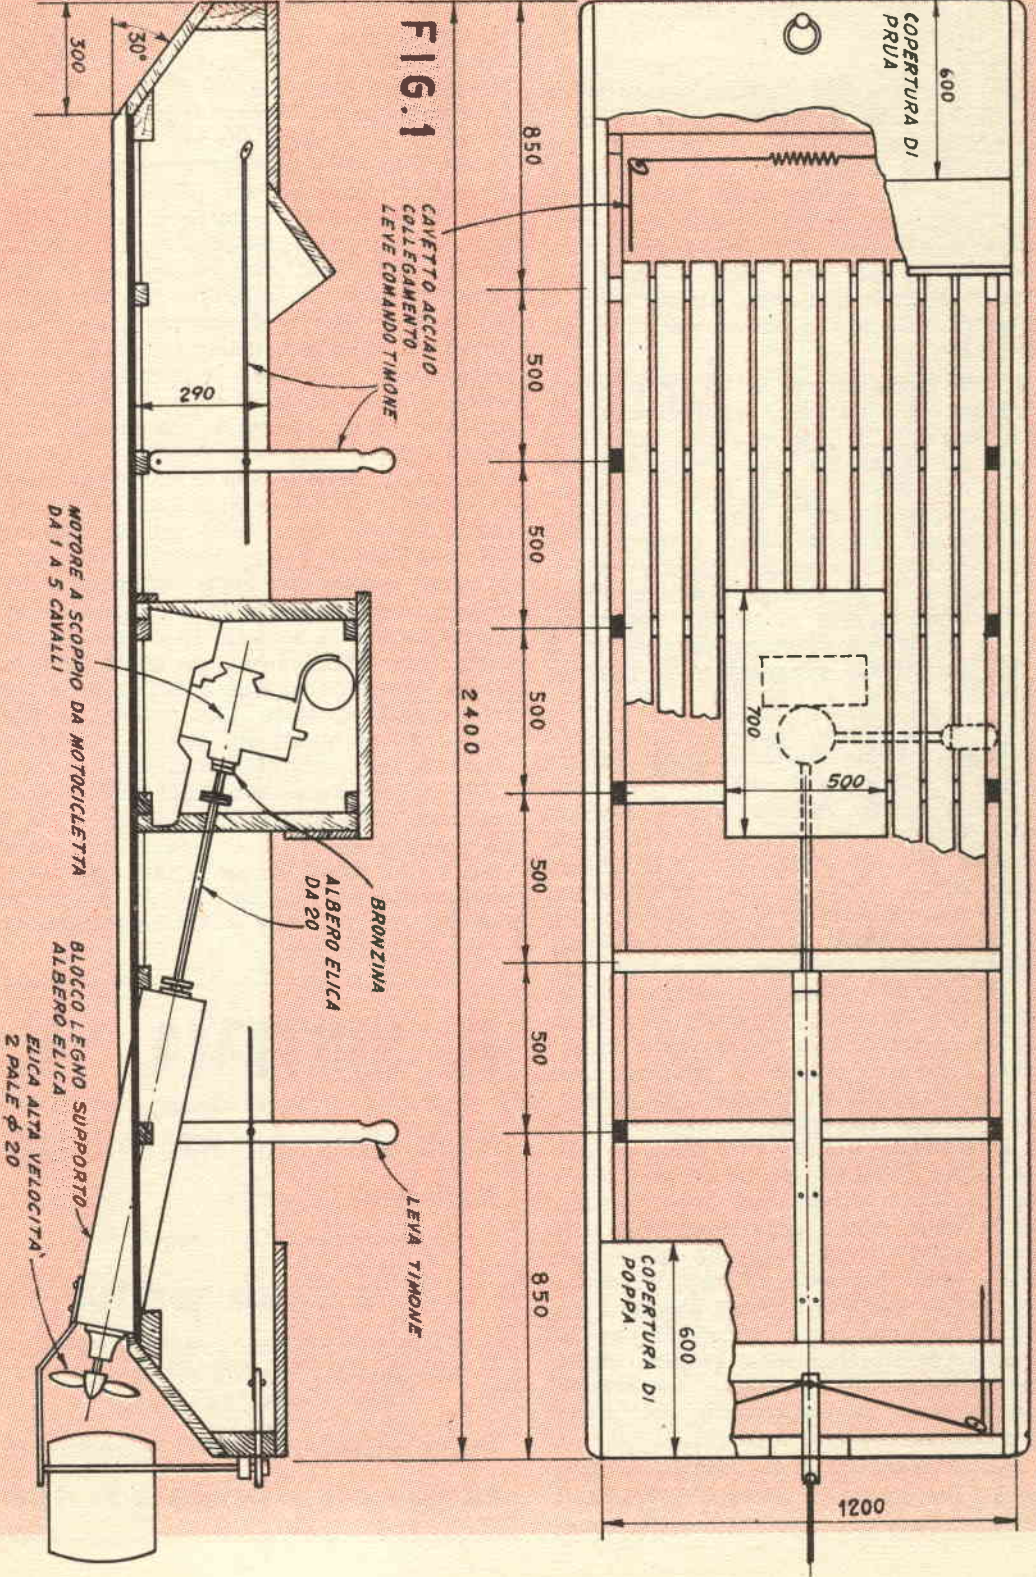 FIG.1
COPERTURA DI
PRUA
600
CAVETTO ACCIAIO
COLLEGAMENTO
LEVE COMANDO TIMONE
850
500
500
500
500
500
850
2400
300
30°
290
700
500
MOTORE A SCOPPIO DA MOTOCICLETTA
DA 1 A 5 CAVALLI
BRONZINA
ALBERO ELICA
DA 20
BLOCCO LEGNO SUPPORTO
ALBERO ELICA
ELICA ALTA VELOCITA'
2 PALE ϕ 20
LEVA TIMONE
COPERTURA DI
POPPA
600
1200